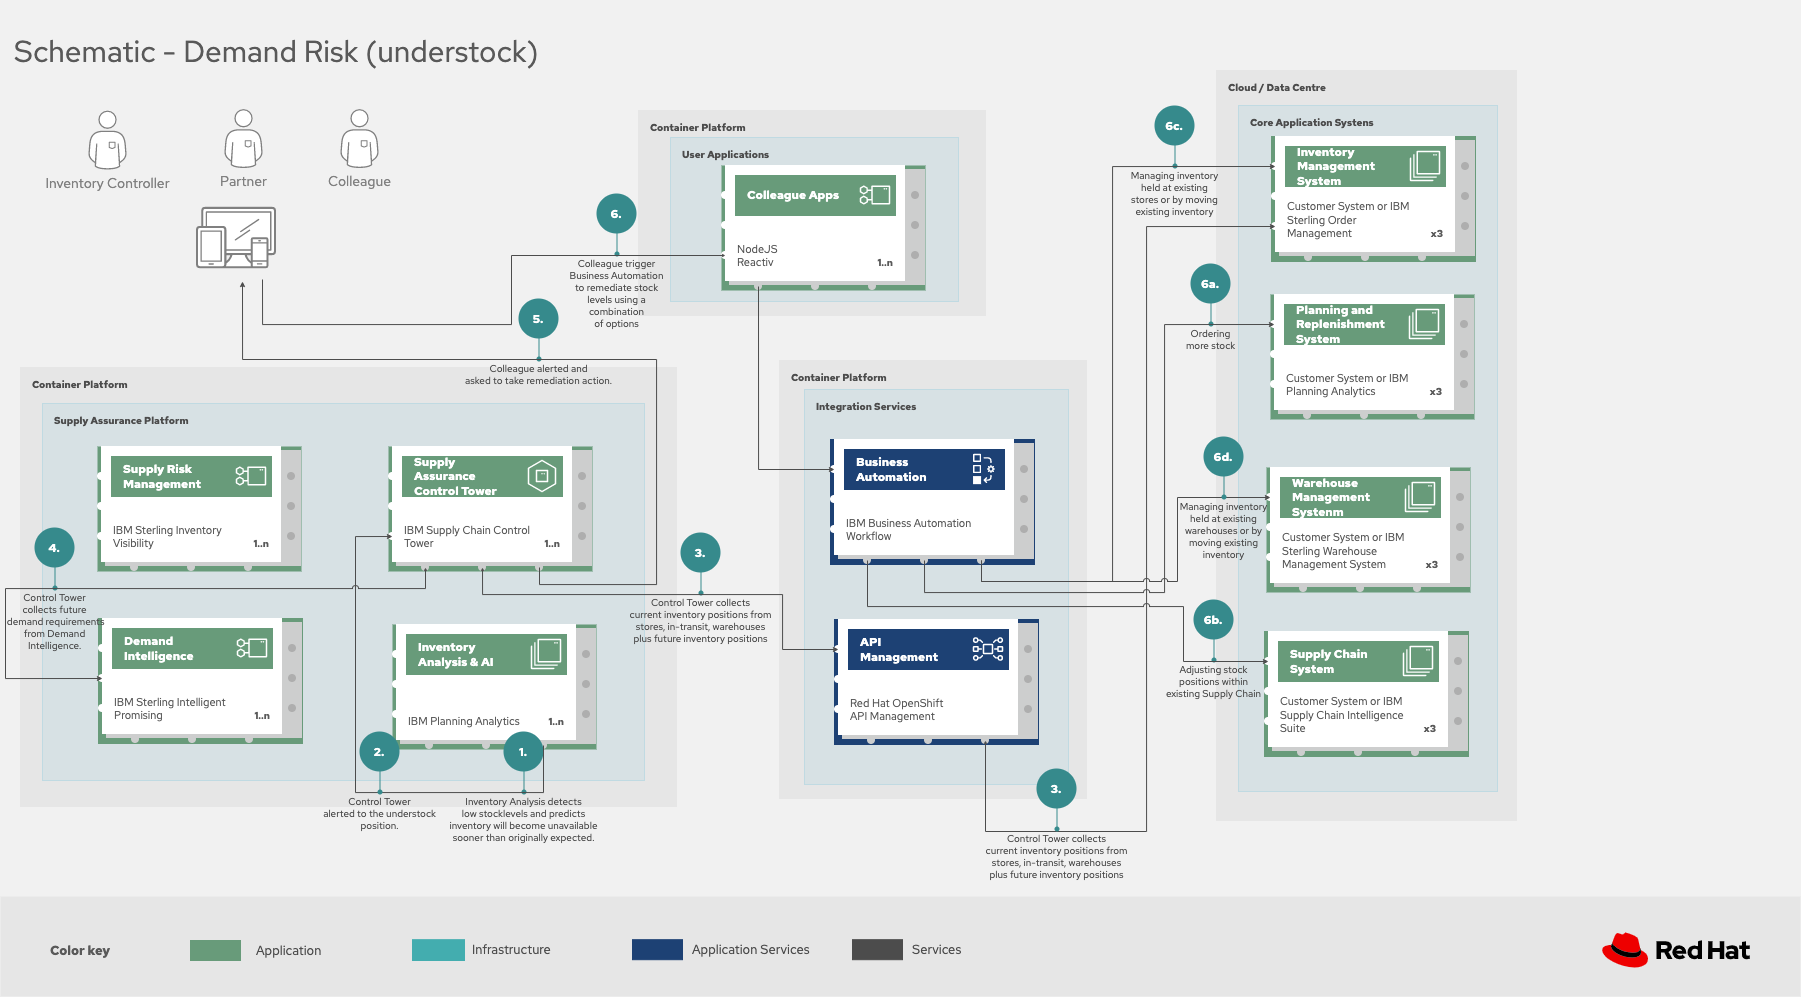 Schematic - Demand Risk (understock)
Inventory Controller
Partner
Colleague
Container Platform
User Applications
Colleague Apps
NodeJS
Reactiv
1..n
6.
Colleague trigger
Business Automation
to remediate stock
levels using a
combination
of options
5.
Colleague alerted and
asked to take remediation action.
Container Platform
Supply Assurance Platform
Supply Risk
Management
IBM Sterling Inventory
Visibility
1..n
Supply
Assurance
Control Tower
IBM Supply Chain Control
Tower
1..n
4.
Control Tower
collects future
demand requirements
from Demand
Intelligence.
Demand
Intelligence
IBM Sterling Intelligent
Promising
1..n
Inventory
Analysis & AI
IBM Planning Analytics
1..n
2.
Control Tower
alerted to the understock
position.
1.
Inventory Analysis detects
low stocklevels and predicts
inventory will become unavailable
sooner than originally expected.
3.
Control Tower collects
current inventory positions from
stores, in-transit, warehouses
plus future inventory positions
Container Platform
Integration Services
Business
Automation
IBM Business Automation
Workflow
API
Management
Red Hat OpenShift
API Management
3.
Control Tower collects
current inventory positions from
stores, in-transit, warehouses
plus future inventory positions
Cloud / Data Centre
Core Application Systens
6c.
Managing inventory
held at existing
stores or by moving
existing inventory
Inventory
Management
System
Customer System or IBM
Sterling Order
Management
x3
6a.
Ordering
more stock
Planning and
Replenishment
System
Customer System or IBM
Planning Analytics
x3
6d.
Managing inventory
held at existing
warehouses or by
moving existing
inventory
Warehouse
Management
Systenm
Customer System or IBM
Sterling Warehouse
Management System
x3
6b.
Adjusting stock
positions within
existing Supply Chain
Supply Chain
System
Customer System or IBM
Supply Chain Intelligence
Suite
x3
Color key
Application
Infrastructure
Application Services
Services
Red Hat